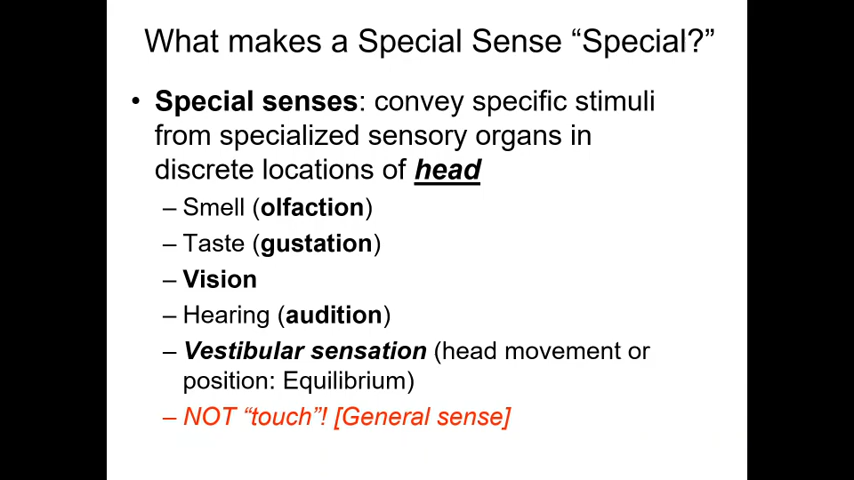 What makes a Special Sense “Special?”
• Special senses: convey specific stimuli
from specialized sensory organs in
discrete locations of head
– Smell (olfaction)
– Taste (gustation)
– Vision
– Hearing (audition)
– Vestibular sensation (head movement or
position: Equilibrium)
– NOT “touch”! [General sense]